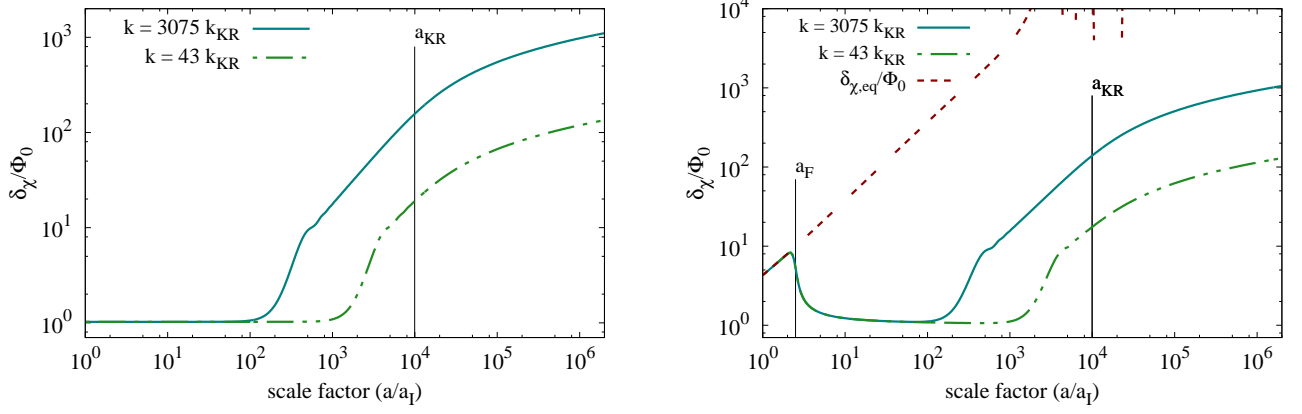 k = 3075 k_KR
k = 43 k_KR
a_KR
10^3
10^2
10^1
10^0
δ_χ/Φ_0
10^0 10^1 10^2 10^3 10^4 10^5 10^6
scale factor (a/a_I)
k = 3075 k_KR
k = 43 k_KR
δ_χ,eq/Φ_0
a_KR
a_F
10^4
10^3
10^2
10^1
10^0
δ_χ/Φ_0
10^0 10^1 10^2 10^3 10^4 10^5 10^6
scale factor (a/a_I)